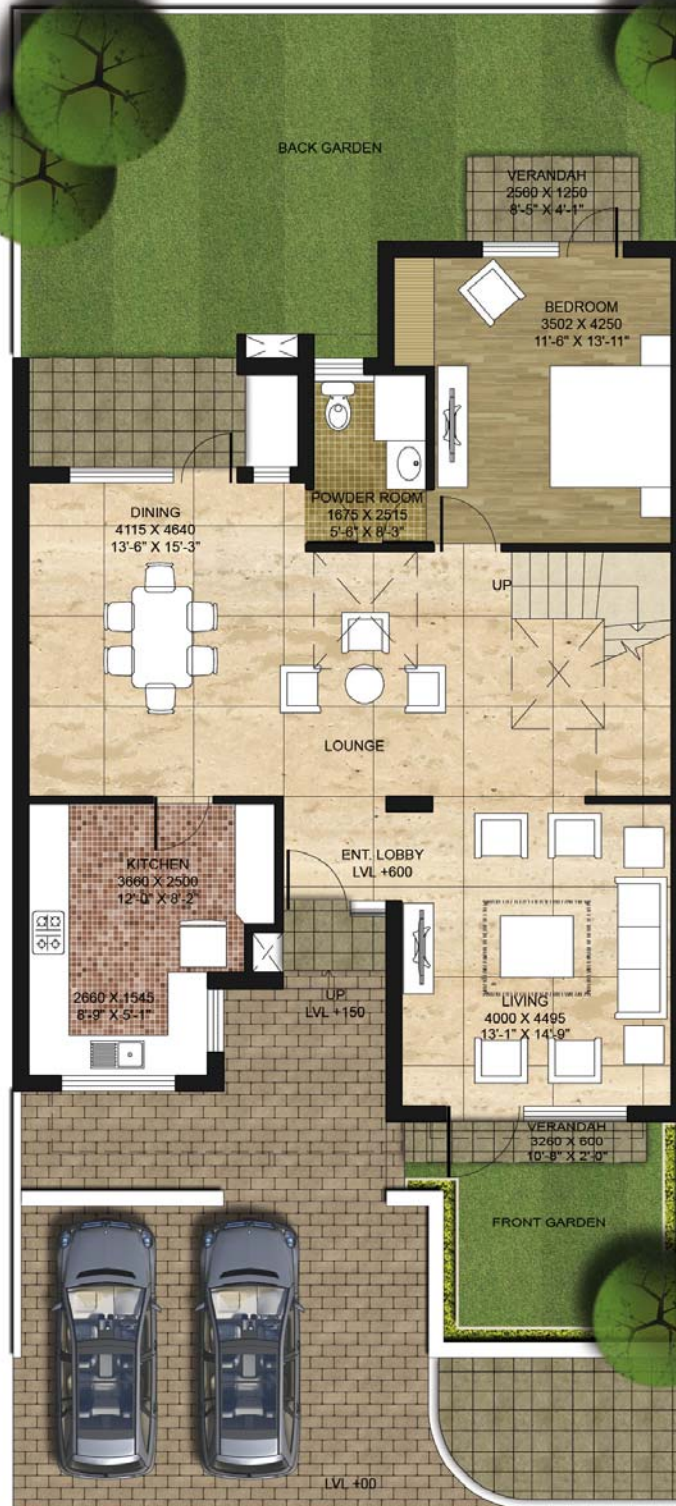 BACK GARDEN
VERANDAH
2560 X 1250
8'-5" X 4'-1"
BEDROOM
3502 X 4250
11'-6" X 13'-11"
POWDER ROOM
1675 X 2515
5'-6" X 8'-3"
DINING
4115 X 4640
13'-6" X 15'-3"
UP
LOUNGE
ENT. LOBBY
LVL +600
KITCHEN
3660 X 2500
12'-0" X 8'-2"
2660 X 1545
8'-9" X 5'-1"
UP
LVL +150
LIVING
4000 X 4495
13'-1" X 14'-9"
VERANDAH
3260 X 600
10'-8" X 2'-0"
FRONT GARDEN
LVL +00